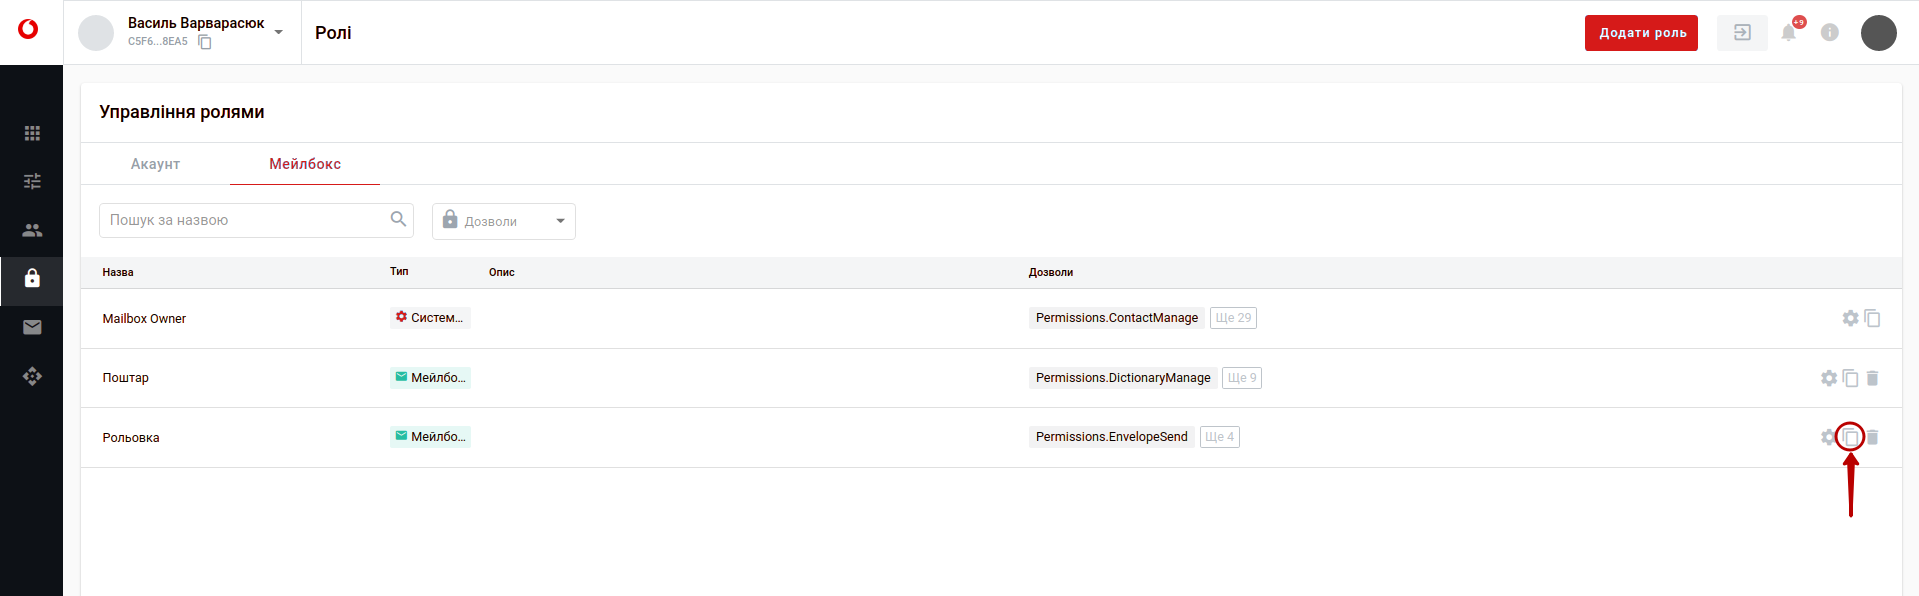 Василь Варварасюк
C5F6...8EA5
Ролі
Додати роль
+9
Управління ролями
Акаунт
Мейлбокс
Пошук за назвою
Дозволи
Назва
Тип
Опис
Дозволи
Mailbox Owner
Систем...
Permissions.ContactManage
Ще 29
Поштар
Мейлбо...
Permissions.DictionaryManage
Ще 9
Рольовка
Мейлбо...
Permissions.EnvelopeSend
Ще 4